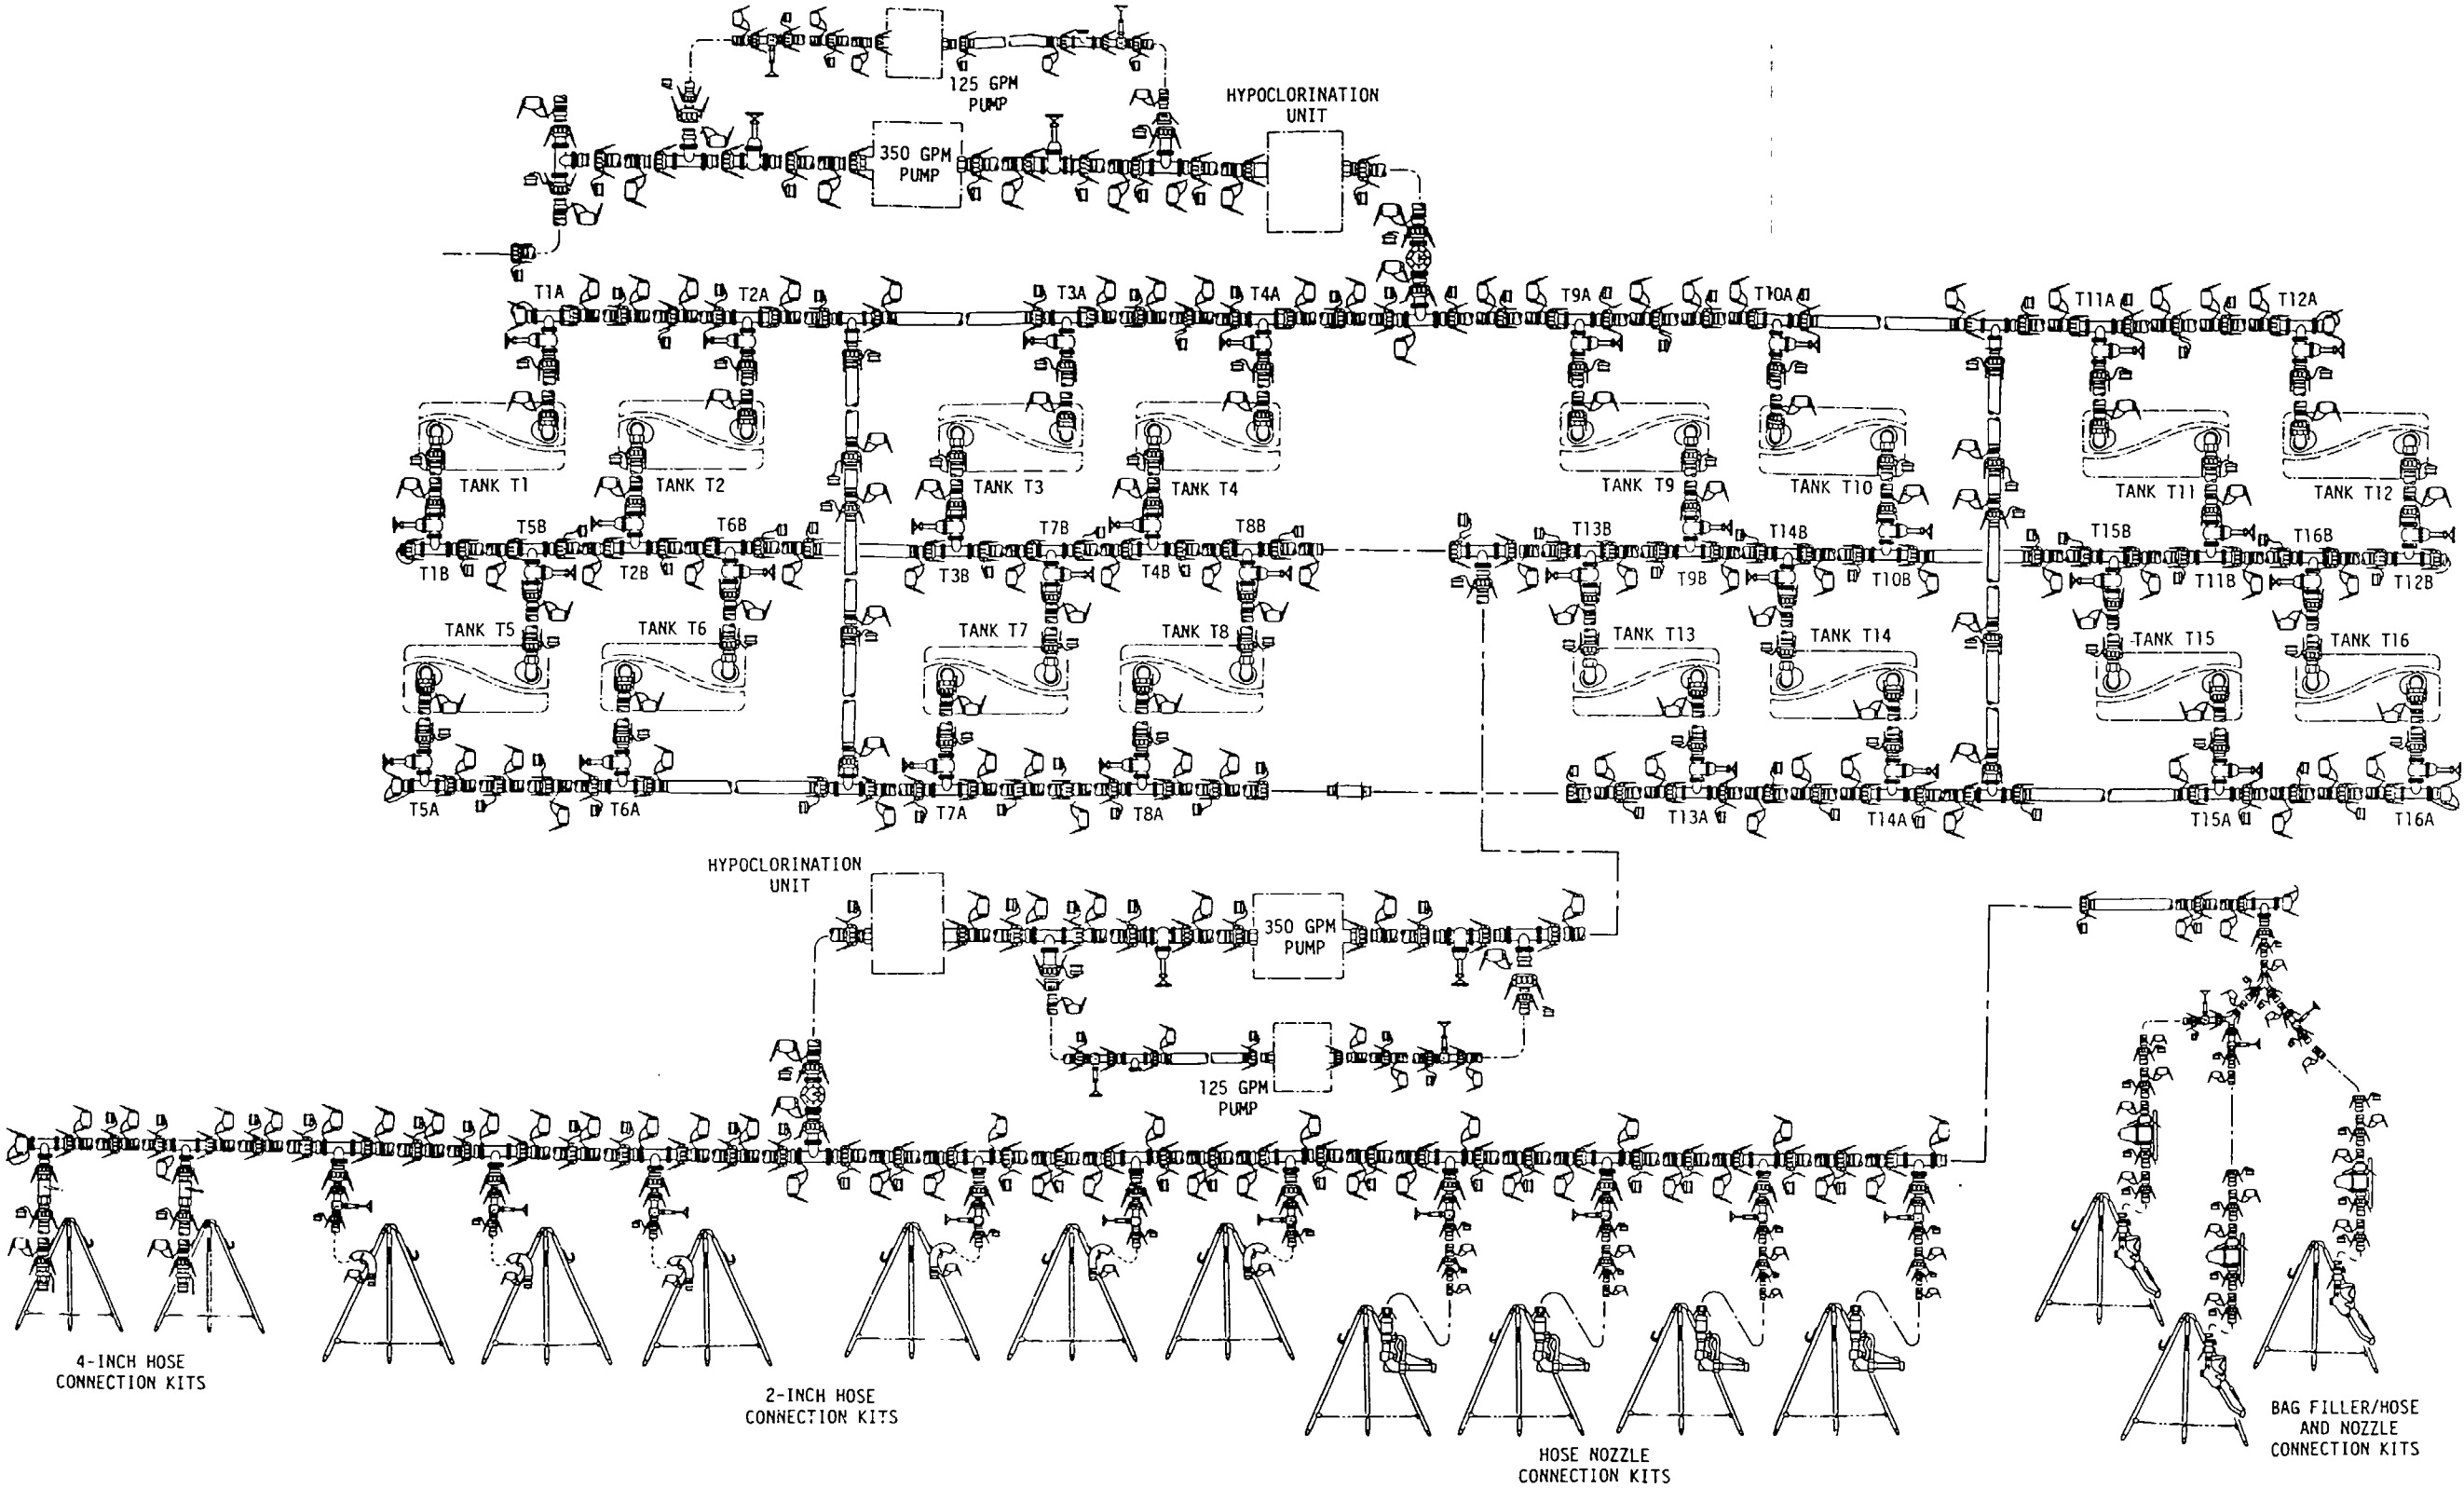 125 GPM
PUMP
HYPOCLORINATION
UNIT
350 GPM
PUMP
T1A
T2A
T3A
T4A
T9A
T10A
T11A
T12A
TANK T1
TANK T2
TANK T3
TANK T4
TANK T9
TANK T10
TANK T11
TANK T12
T5B
T6B
T7B
T8B
T13B
T14B
T15B
T16B
T1B
T2B
T3B
T4B
T9B
T10B
T11B
T12B
TANK T5
TANK T6
TANK T7
TANK T8
TANK T13
TANK T14
TANK T15
TANK T16
T5A
T6A
T7A
T8A
T13A
T14A
T15A
T16A
HYPOCLORINATION
UNIT
350 GPM
PUMP
125 GPM
PUMP
4-INCH HOSE
CONNECTION KITS
2-INCH HOSE
CONNECTION KITS
HOSE NOZZLE
CONNECTION KITS
BAG FILLER/HOSE
AND NOZZLE
CONNECTION KITS